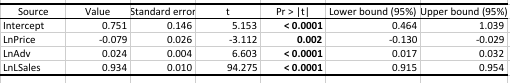 Source Value Standard error t Pr > |t| Lower bound (95%) Upper bound (95%)
Intercept 0.751 0.146 5.153 < 0.0001 0.464 1.039
LnPrice -0.079 0.026 -3.112 0.002 -0.130 -0.029
LnAdv 0.024 0.004 6.603 < 0.0001 0.017 0.032
LnLSales 0.934 0.010 94.275 < 0.0001 0.915 0.954